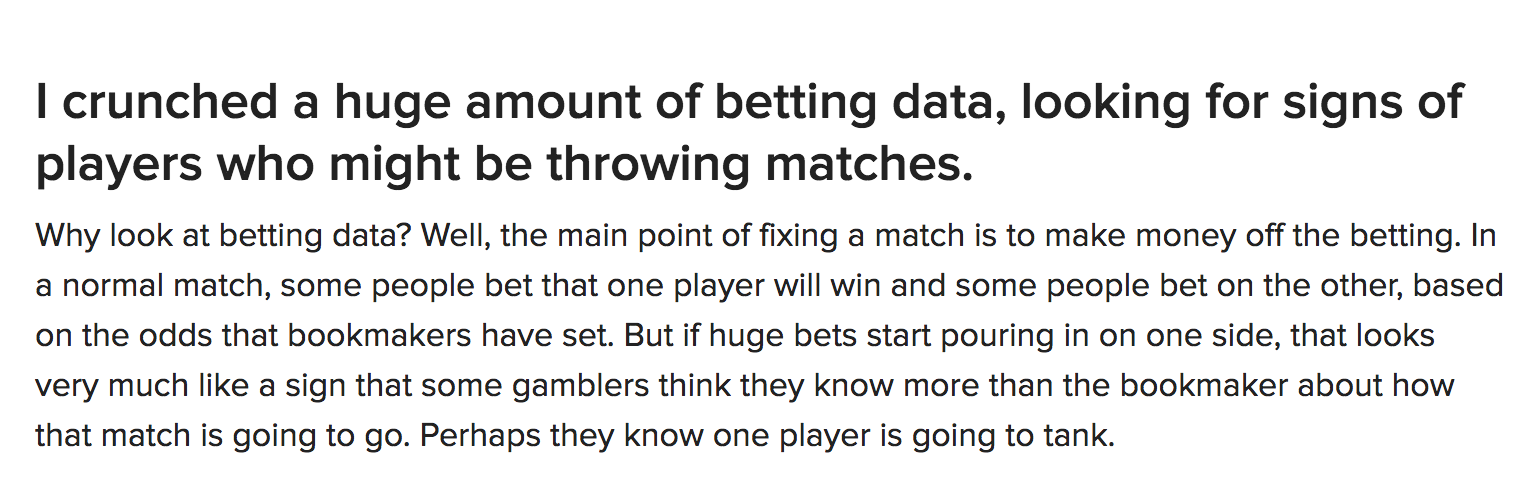 I crunched a huge amount of betting data, looking for signs of
players who might be throwing matches.
Why look at betting data? Well, the main point of fixing a match is to make money off the betting. In
a normal match, some people bet that one player will win and some people bet on the other, based
on the odds that bookmakers have set. But if huge bets start pouring in on one side, that looks
very much like a sign that some gamblers think they know more than the bookmaker about how
that match is going to go. Perhaps they know one player is going to tank.